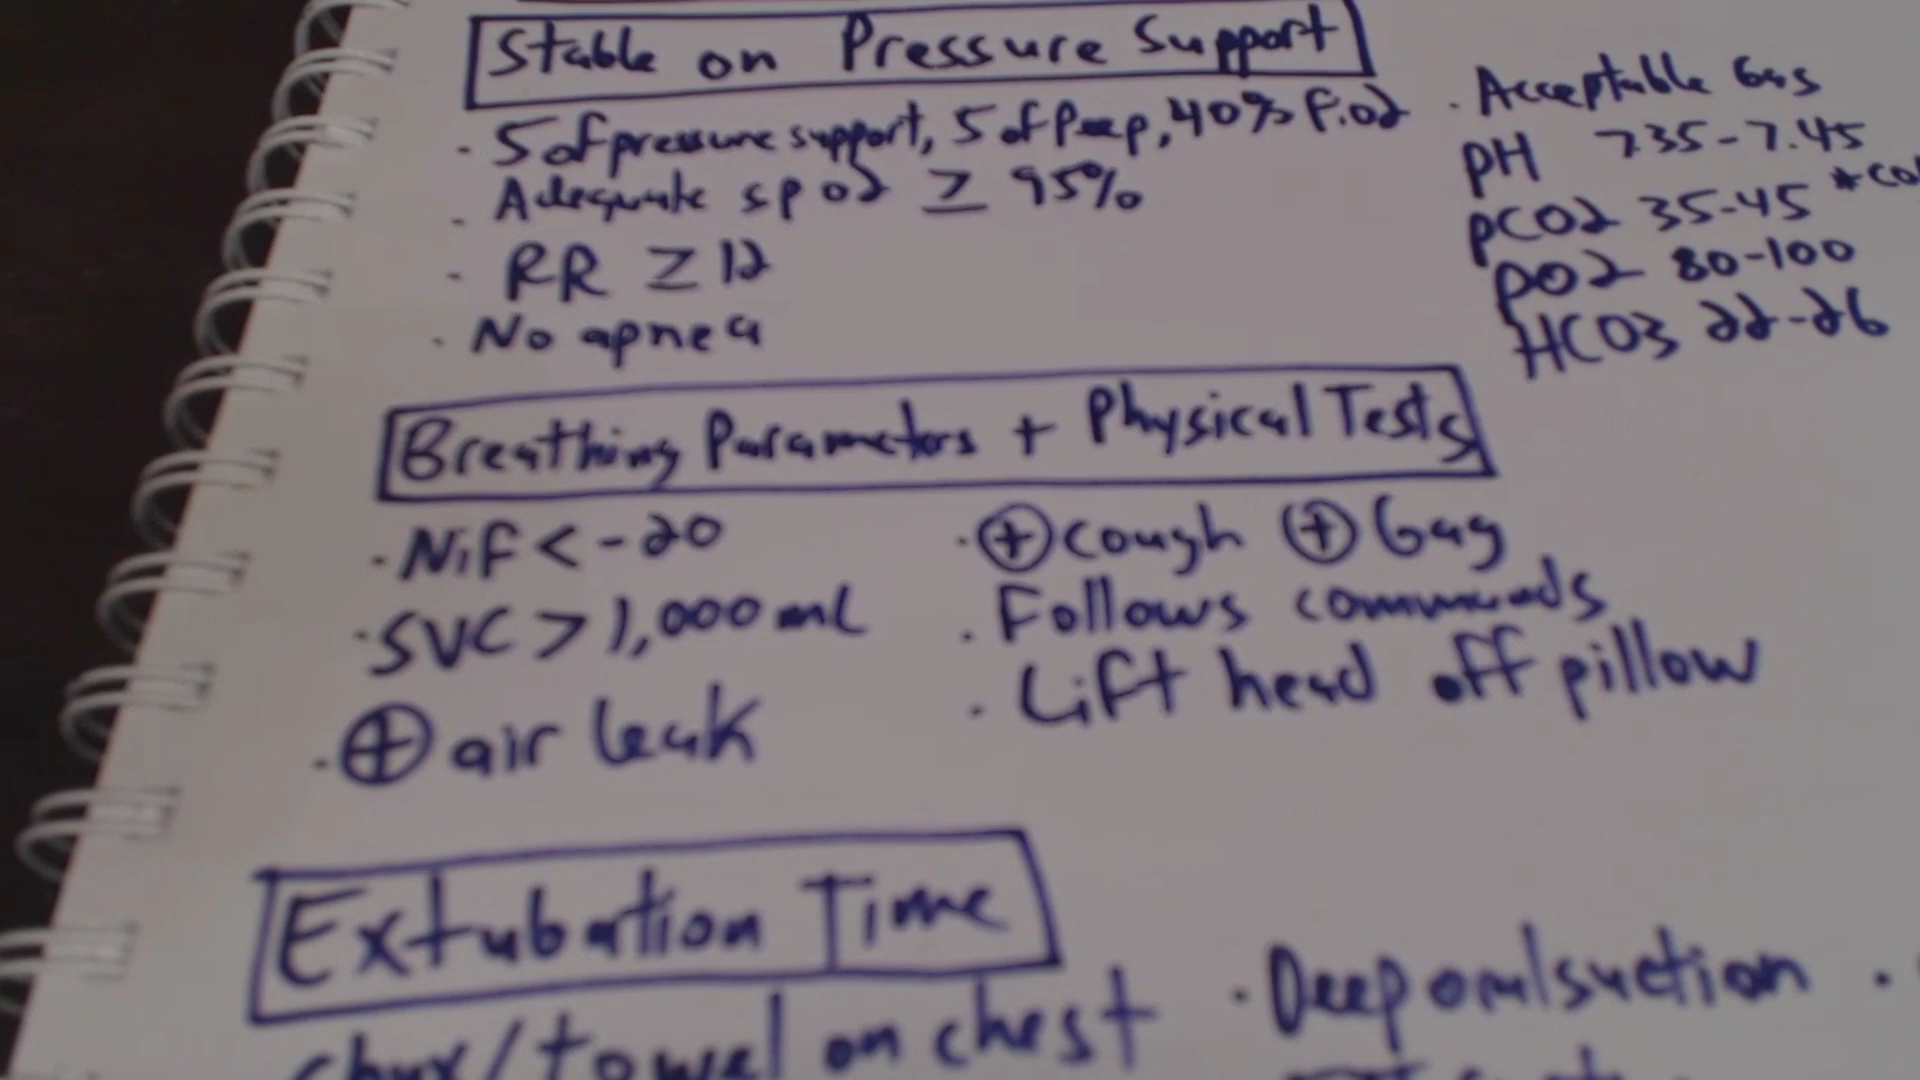 Stable on Pressure Support
· 5 of pressure support, 5 of Peep, 40% Fio2
· Adequate spo2 ≥ 95%
· RR ≥ 12
· No apnea
· Acceptable Gas
PH 7.35-7.45
pCO2 35-45 *CO
PO2 80-100
HCO3 22-26
Breathing Parameters + Physical Tests
· NiF < -20
· SVC > 1,000 mL
· ⊕ air leak
· ⊕ cough ⊕ Gag
· Follows commands
· Lift head off pillow
Extubation Time
chux/towel on chest
· Deep oral suction ·